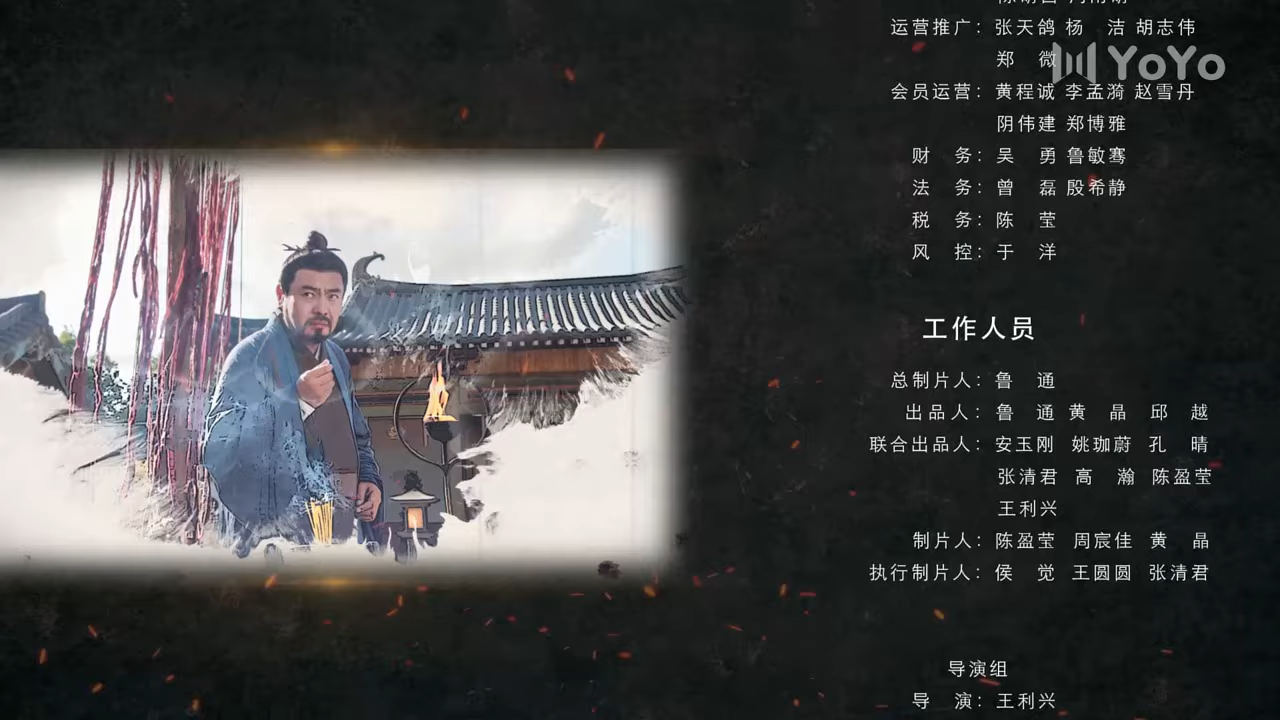 运营推广：张天鸽 杨　洁 胡志伟
郑　微
YoYo
会员运营：黄程诚 李孟漪 赵雪丹
阴伟建 郑博雅
财　务：吴　勇 鲁敏骞
法　务：曾　磊 殷希静
税　务：陈　莹
风　控：于　洋
工作人员
总制片人：鲁　通
出品人：鲁　通 黄　晶 邱　越
联合出品人：安玉刚 姚珈蔚 孔　晴
张清君 高　瀚 陈盈莹
王利兴
制片人：陈盈莹 周宸佳 黄　晶
执行制片人：侯　觉 王圆圆 张清君
导演组
导　演：王利兴